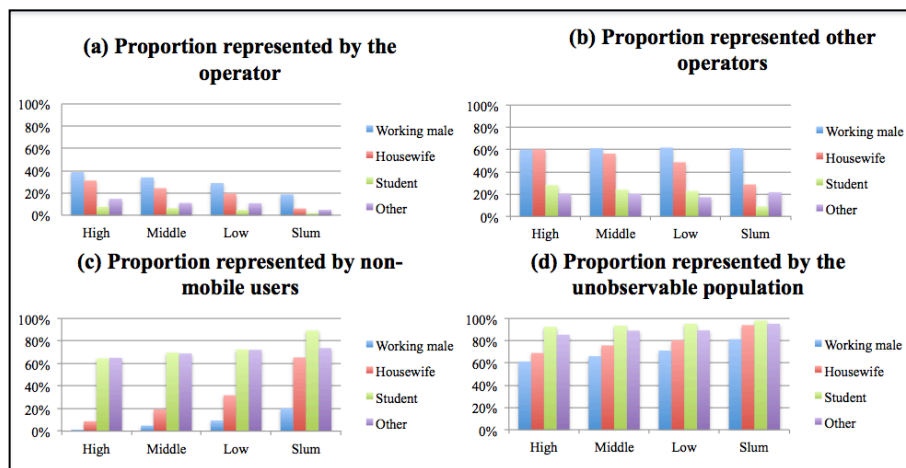 (a) Proportion represented by the
operator
100%
80%
60%
40%
20%
0%
High Middle Low Slum
Working male
Housewife
Student
Other
(b) Proportion represented other
operators
100%
80%
60%
40%
20%
0%
High Middle Low Slum
Working male
Housewife
Student
Other
(c) Proportion represented by non-
mobile users
100%
80%
60%
40%
20%
0%
High Middle Low Slum
Working male
Housewife
Student
Other
(d) Proportion represented by the
unobservable population
100%
80%
60%
40%
20%
0%
High Middle Low Slum
Working male
Housewife
Student
Other